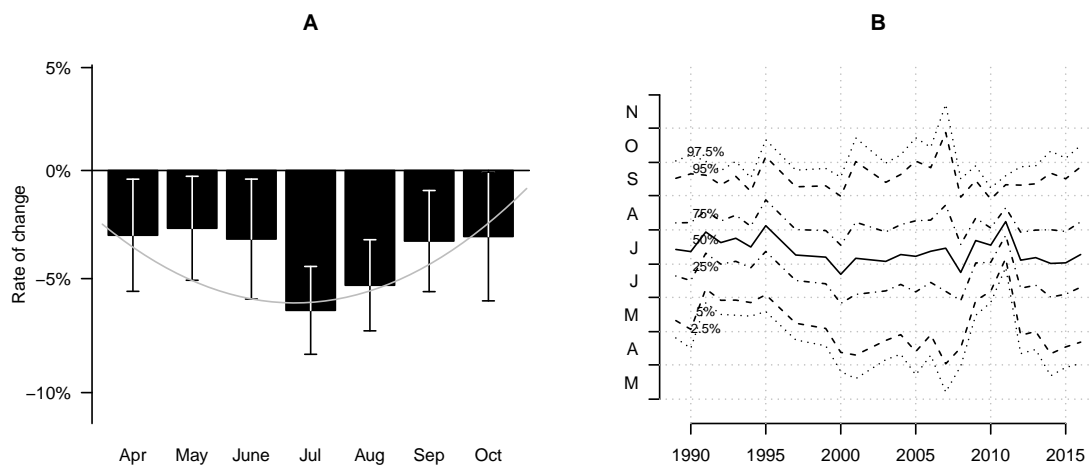 A
5%
0%
−5%
−10%
Rate of change
Apr May June Jul Aug Sep Oct
B
N
O
S
A
J
J
M
A
M
97.5%
95%
75%
50%
25%
5%
2.5%
1990 1995 2000 2005 2010 2015